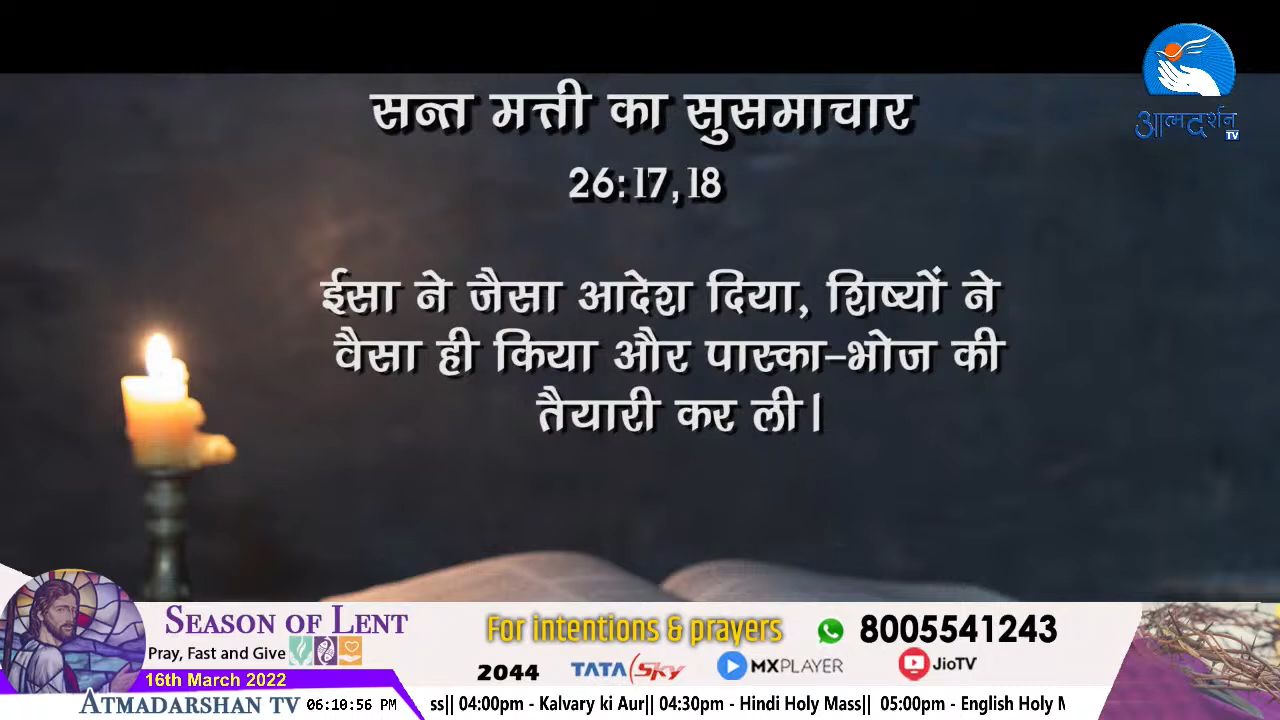 सन्त मत्ती का सुसमाचार
26:17,18
ईसा ने जैसा आदेश दिया, शिष्यों ने
वैसा ही किया और पास्का-भोज की
तैयारी कर ली।
आत्मदर्शन
TV
SEASON OF LENT
Pray, Fast and Give
16th March 2022
For intentions & prayers
8005541243
2044
TATA Sky
MXPLAYER
JioTV
ATMADARSHAN TV
06:10:56 PM
ss|| 04:00pm - Kalvary ki Aur|| 04:30pm - Hindi Holy Mass|| 05:00pm - English Holy M